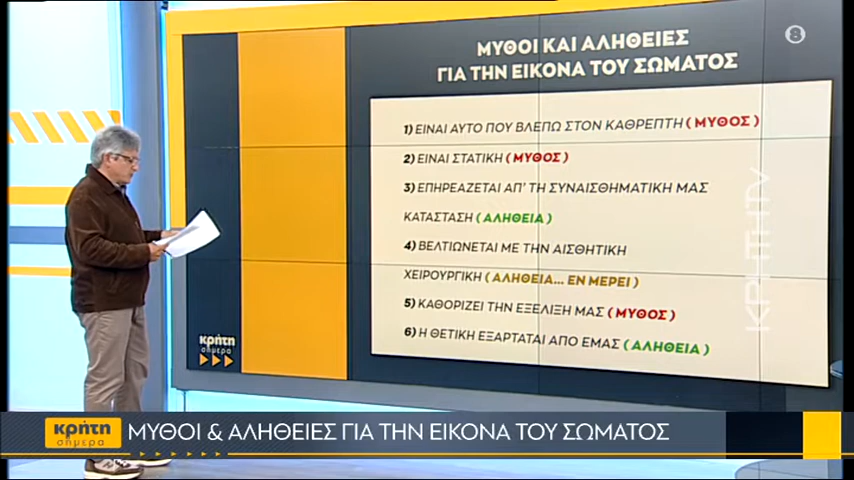 8
ΜΥΘΟΙ ΚΑΙ ΑΛΗΘΕΙΕΣ
ΓΙΑ ΤΗΝ ΕΙΚΟΝΑ ΤΟΥ ΣΩΜΑΤΟΣ
1) ΕΙΝΑΙ ΑΥΤΟ ΠΟΥ ΒΛΕΠΩ ΣΤΟΝ ΚΑΘΡΕΠΤΗ ( ΜΥΘΟΣ )
2) ΕΙΝΑΙ ΣΤΑΤΙΚΗ ( ΜΥΘΟΣ )
3) ΕΠΗΡΕΑΖΕΤΑΙ ΑΠ' ΤΗ ΣΥΝΑΙΣΘΗΜΑΤΙΚΗ ΜΑΣ
ΚΑΤΑΣΤΑΣΗ ( ΑΛΗΘΕΙΑ )
4) ΒΕΛΤΙΩΝΕΤΑΙ ΜΕ ΤΗΝ ΑΙΣΘΗΤΙΚΗ
ΧΕΙΡΟΥΡΓΙΚΗ ( ΑΛΗΘΕΙΑ... ΕΝ ΜΕΡΕΙ )
5) ΚΑΘΟΡΙΖΕΙ ΤΗΝ ΕΞΕΛΙΞΗ ΜΑΣ ( ΜΥΘΟΣ )
6) Η ΘΕΤΙΚΗ ΕΞΑΡΤΑΤΑΙ ΑΠΟ ΕΜΑΣ ( ΑΛΗΘΕΙΑ )
ΚΡΗΤΗ TV
κρήτη
σήμερα
κρήτη
σήμερα
ΜΥΘΟΙ & ΑΛΗΘΕΙΕΣ ΓΙΑ ΤΗΝ ΕΙΚΟΝΑ ΤΟΥ ΣΩΜΑΤΟΣ